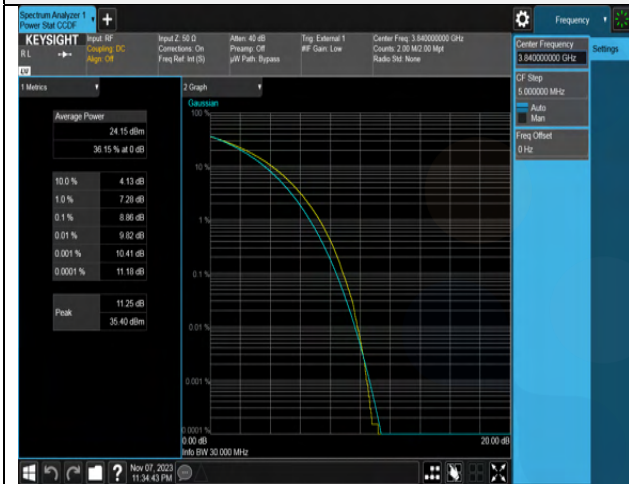 Spectrum Analyzer 1
Power Stat CCDF
+
Frequency
KEYSIGHT
RL
Input: RF
Coupling: DC
Align: Off
Input Z: 50 Ω
Corrections: On
Freq Ref: Int (S)
Atten: 40 dB
Preamp: Off
µW Path: Bypass
Trig: External 1
#IF Gain: Low
Center Freq: 3.840000000 GHz
Counts: 2.00 M/2.00 Mpt
Radio Std: None
1 Metrics
2 Graph
Gaussian
Average Power
24.15 dBm
36.15 % at 0 dB
10.0 % 4.13 dB
1.0 % 7.28 dB
0.1 % 8.86 dB
0.01 % 9.82 dB
0.001 % 10.41 dB
0.0001 % 11.18 dB
Peak 11.25 dB
35.40 dBm
100 %
10 %
1 %
0.1 %
0.01 %
0.001 %
0.0001 %
0.00 dB
20.00 dB
Info BW 30.000 MHz
Center Frequency
3.840000000 GHz
Settings
CF Step
5.000000 MHz
Auto
Man
Freq Offset
0 Hz
?
Nov 07, 2023
11:34:43 PM